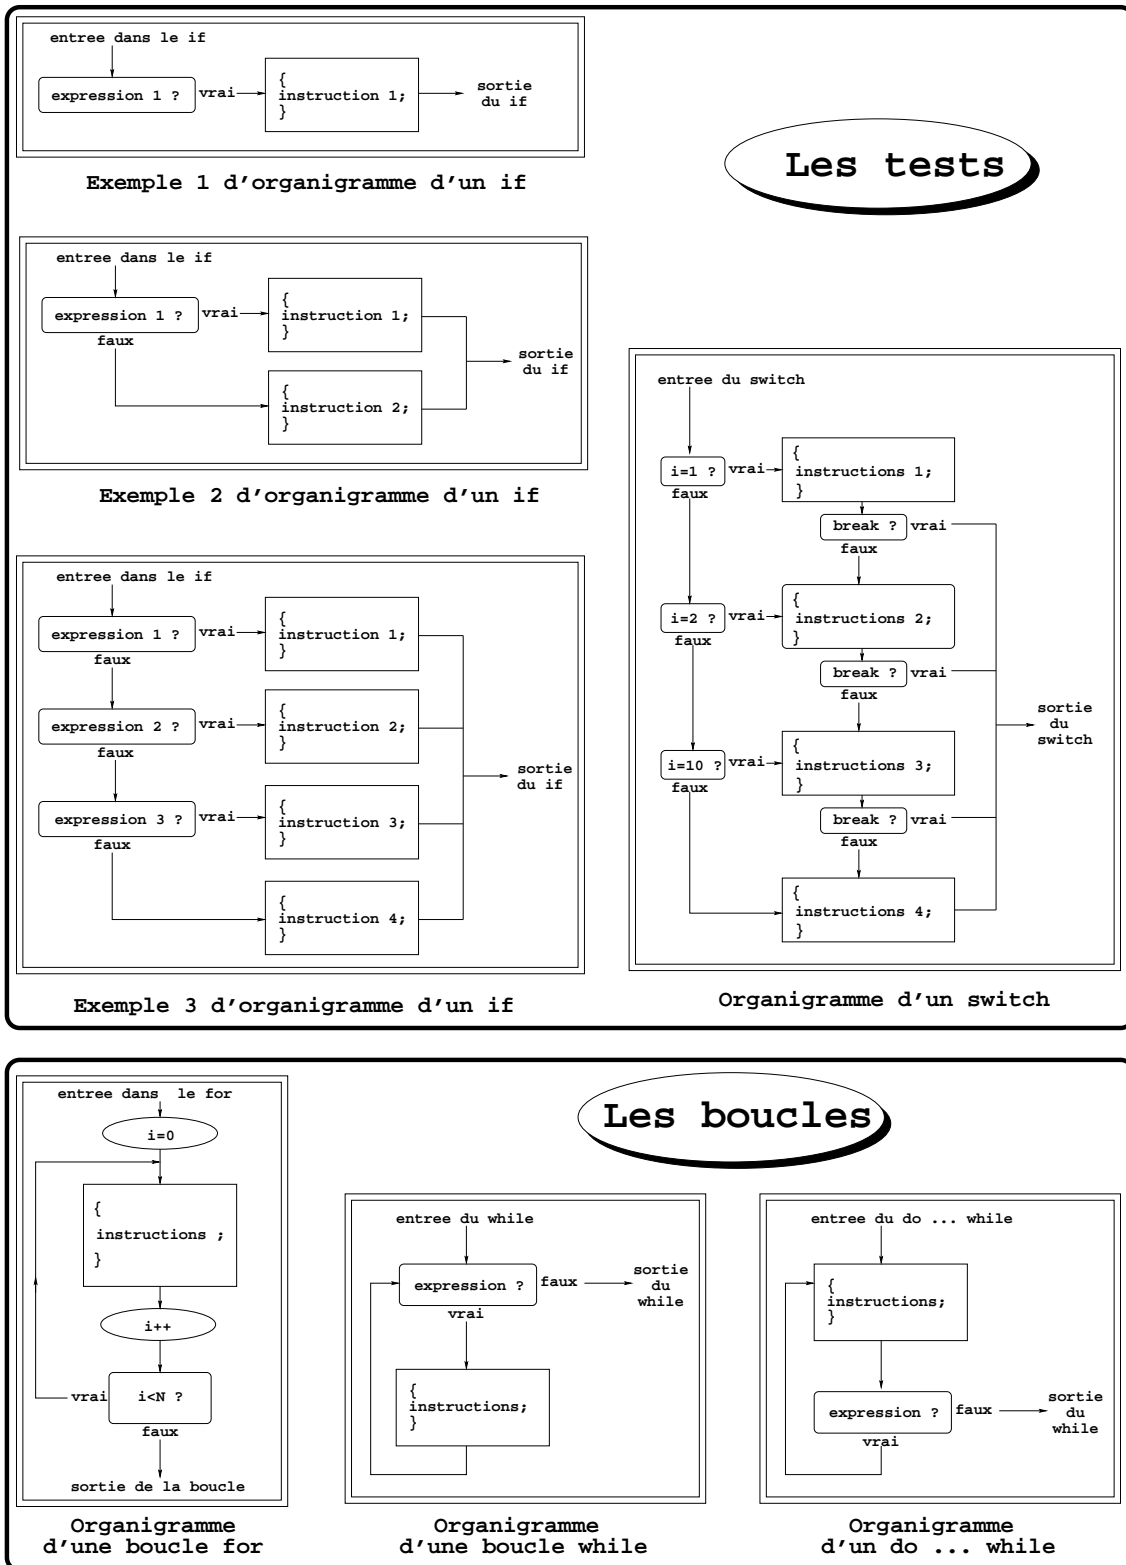 entree dans le if
expression 1 ?
vrai
{
instruction 1;
}
sortie
du if
Exemple 1 d'organigramme d'un if
Les tests
entree dans le if
expression 1 ?
vrai
faux
{
instruction 1;
}
{
instruction 2;
}
sortie
du if
Exemple 2 d'organigramme d'un if
entree dans le if
expression 1 ?
vrai
faux
{
instruction 1;
}
expression 2 ?
vrai
faux
{
instruction 2;
}
expression 3 ?
vrai
faux
{
instruction 3;
}
{
instruction 4;
}
sortie
du if
Exemple 3 d'organigramme d'un if
entree du switch
i=1 ?
vrai
faux
{
instructions 1;
}
break ?
vrai
faux
i=2 ?
vrai
faux
{
instructions 2;
}
break ?
vrai
faux
i=10 ?
vrai
faux
{
instructions 3;
}
break ?
vrai
faux
{
instructions 4;
}
sortie
du
switch
Organigramme d'un switch
Les boucles
entree dans le for
i=0
{
instructions ;
}
i++
i<N ?
vrai
faux
sortie de la boucle
Organigramme
d'une boucle for
entree du while
expression ?
faux
vrai
sortie
du
while
{
instructions;
}
Organigramme
d'une boucle while
entree du do ... while
{
instructions;
}
expression ?
faux
vrai
sortie
du
while
Organigramme
d'un do ... while